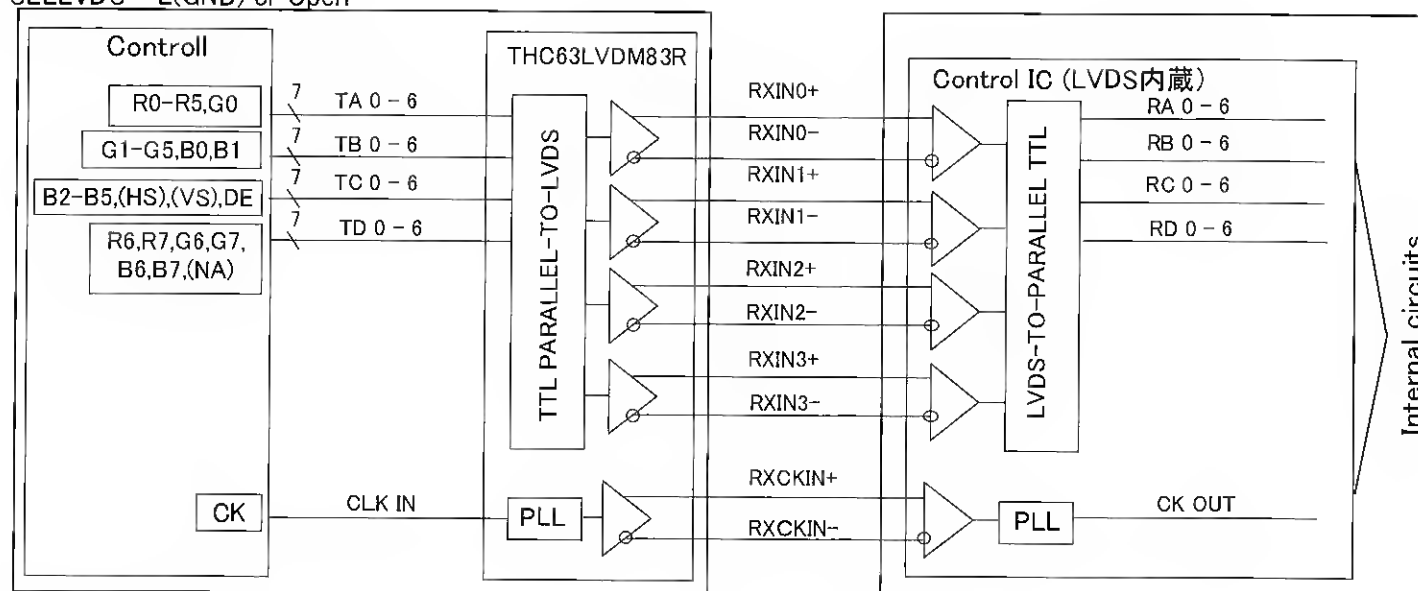 SELLVDS = L(GND) or Open
Controll
R0-R5,G0
G1-G5,B0,B1
B2-B5,(HS),(VS),DE
R6,R7,G6,G7,
B6,B7,(NA)
CK
7 TA 0 - 6
7 TB 0 - 6
7 TC 0 - 6
7 TD 0 - 6
CLK IN
THC63LVDM83R
TTL PARALLEL-TO-LVDS
PLL
RXIN0+
RXIN0-
RXIN1+
RXIN1-
RXIN2+
RXIN2-
RXIN3+
RXIN3-
RXCKIN+
RXCKIN-
Control IC (LVDS内蔵)
LVDS-TO-PARALLEL TTL
PLL
RA 0 - 6
RB 0 - 6
RC 0 - 6
RD 0 - 6
CK OUT
Internal circuits